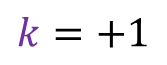 k = +1